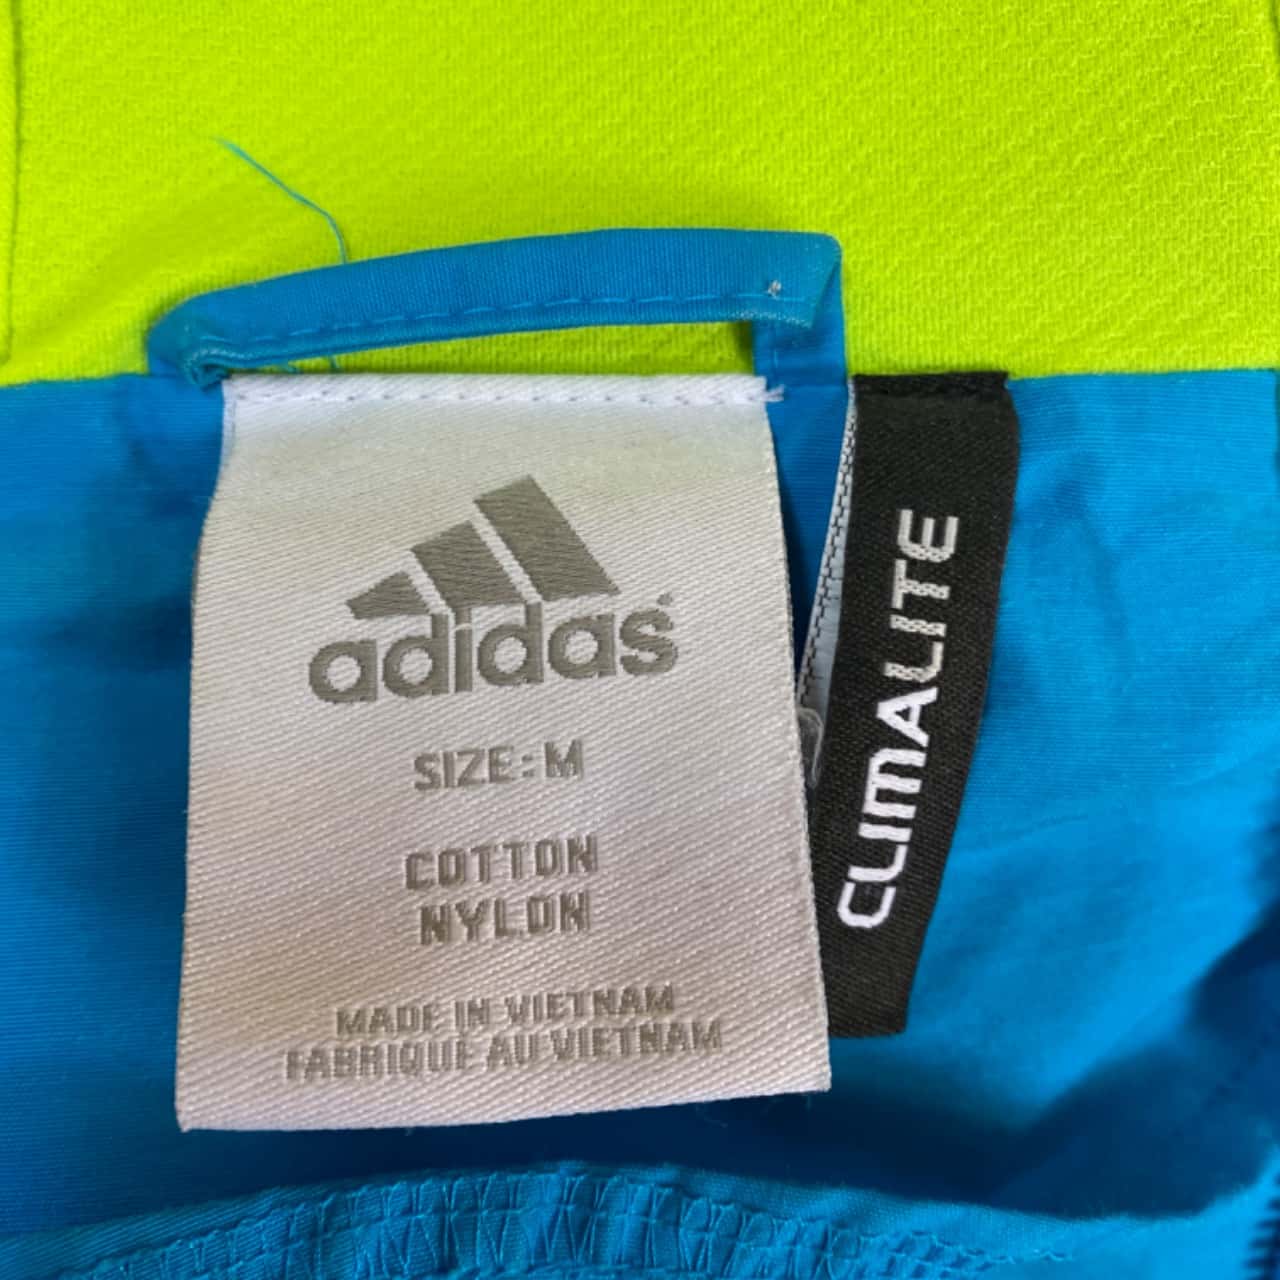 adidas
SIZE: M
COTTON
NYLON
MADE IN VIETNAM
FABRIQUE AU VIETNAM
CLIMALITE